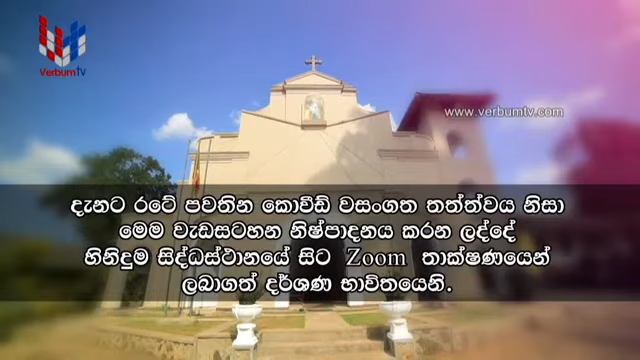 VerbumTV
www.verbumtv.com
දැනට රටේ පවතින කොවිඩ් වසංගත තත්ත්වය නිසා
මෙම වැඩසටහන නිෂ්පාදනය කරන ලද්දේ
හිනිදුම සිද්ධස්ථානයේ සිට Zoom තාක්ෂණයෙන්
ලබාගත් දර්ශණ භාවිතයෙනි.